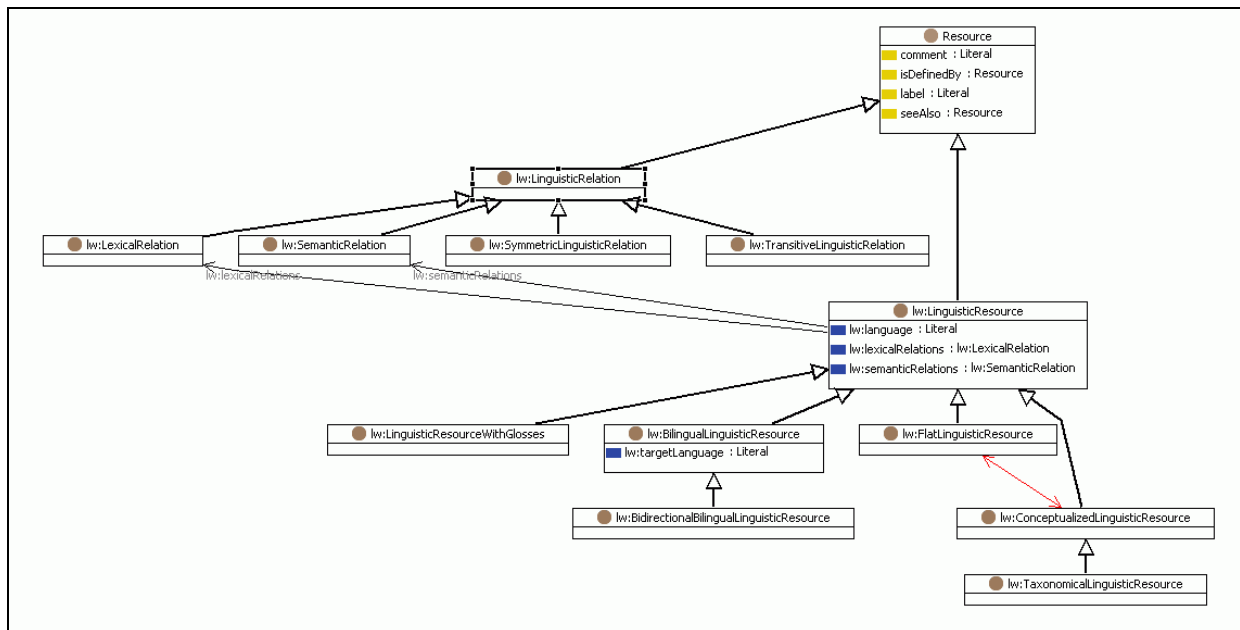 Resource
comment : Literal
isDefinedBy : Resource
label : Literal
seeAlso : Resource
lw:LinguisticRelation
lw:LexicalRelation
lw:SemanticRelation
lw:SymmetricLinguisticRelation
lw:TransitiveLinguisticRelation
lw:lexicalRelations
lw:semanticRelations
lw:LinguisticResource
lw:language : Literal
lw:lexicalRelations : lw:LexicalRelation
lw:semanticRelations : lw:SemanticRelation
lw:LinguisticResourceWithGlosses
lw:BilingualLinguisticResource
lw:targetLanguage : Literal
lw:FlatLinguisticResource
lw:BidirectionalBilingualLinguisticResource
lw:ConceptualizedLinguisticResource
lw:TaxonomicalLinguisticResource